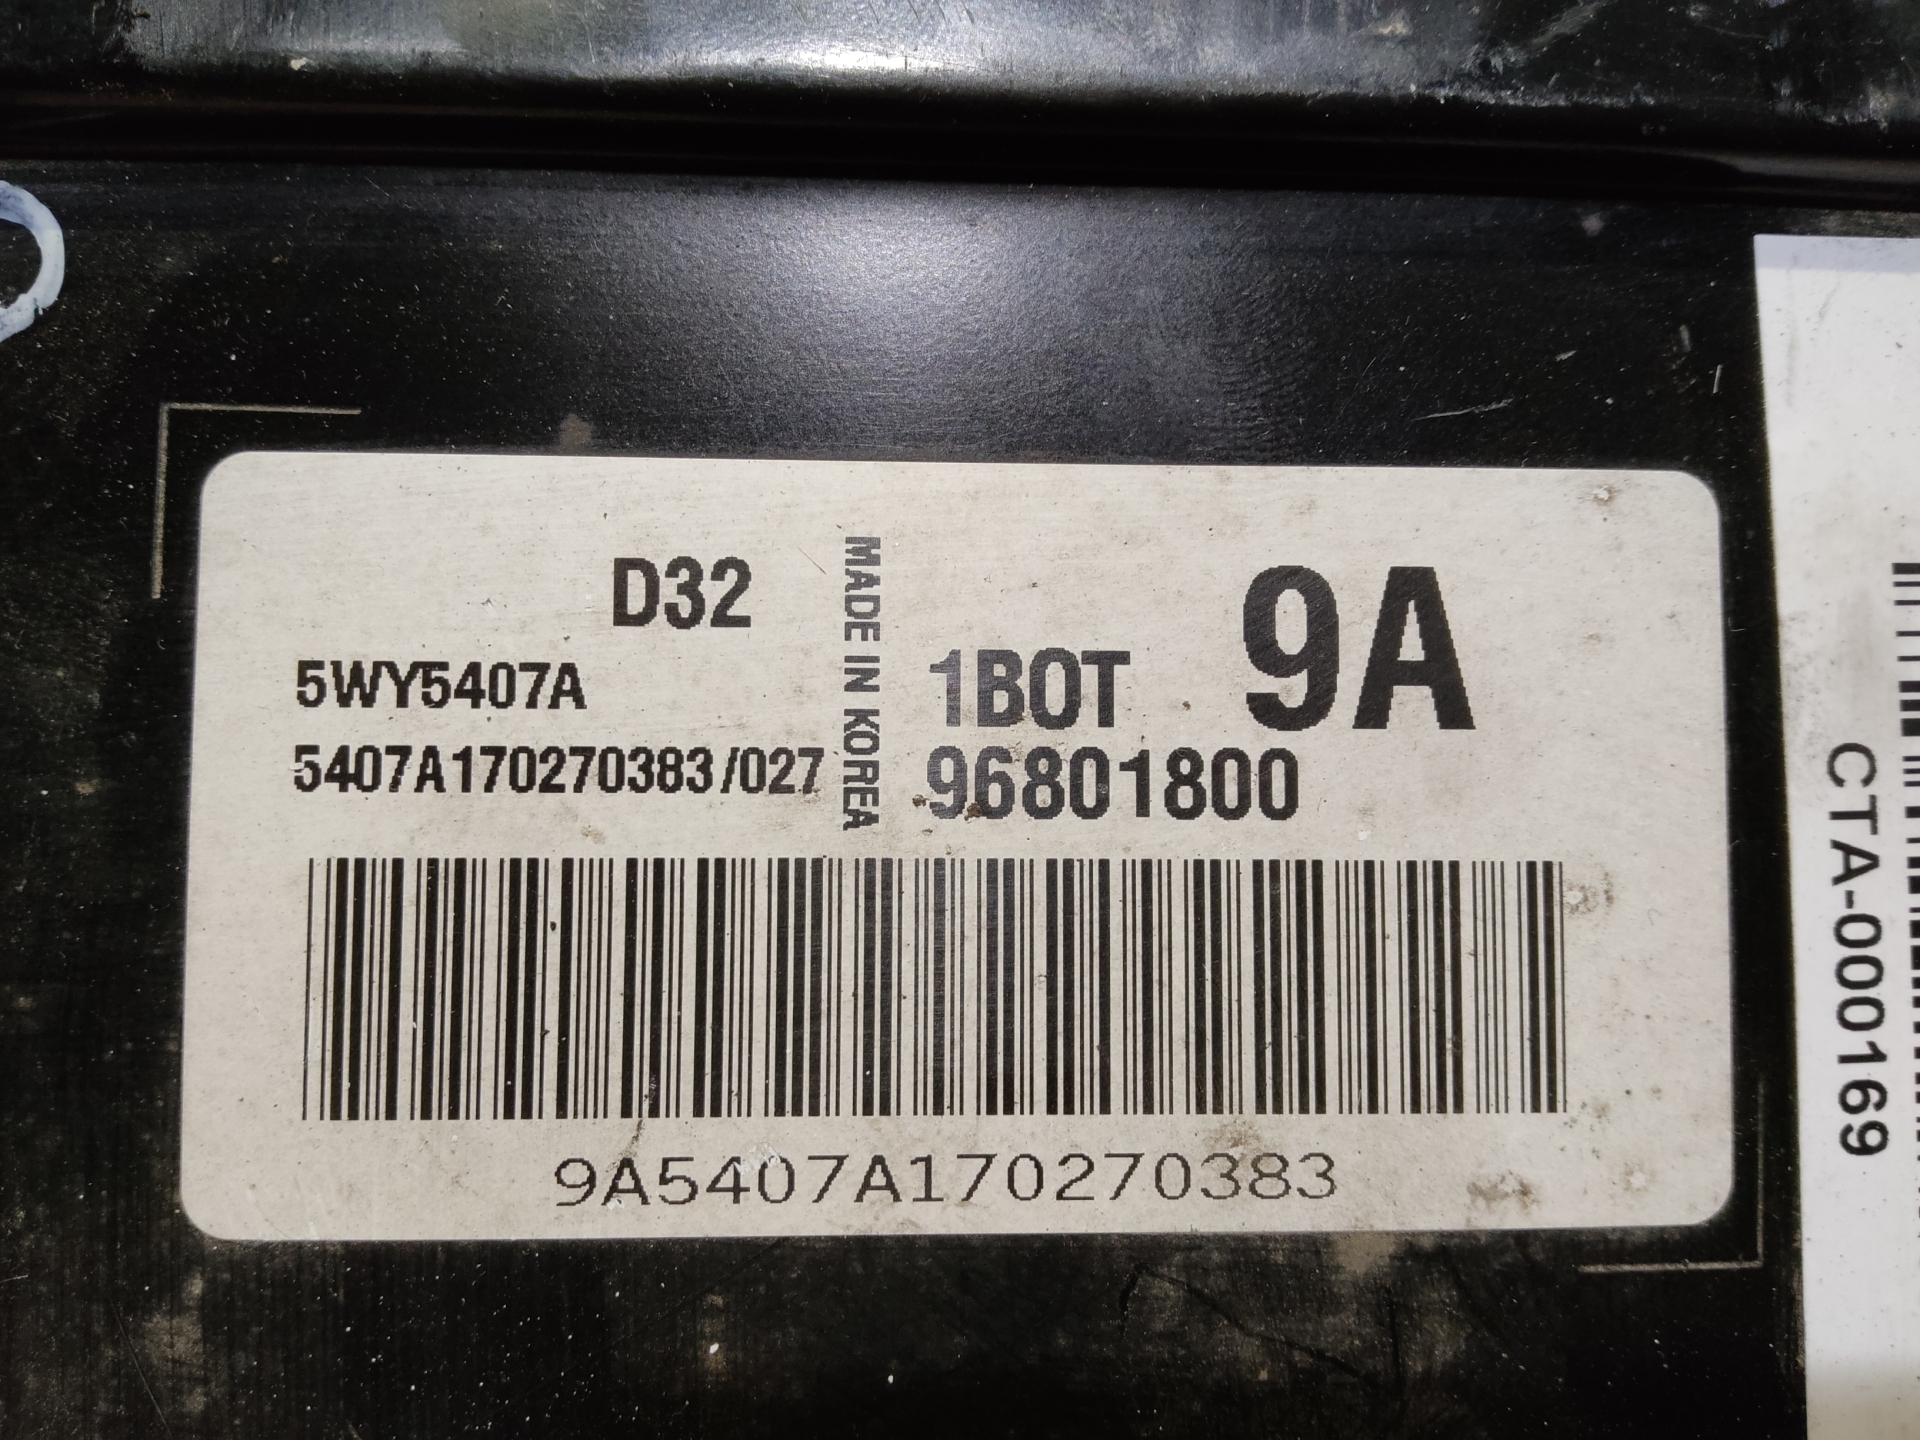 D32
5WY5407A
5407A170270383/027
MADE IN KOREA
1BOT 9A
96801800
9A5407A170270383
CTA-000169